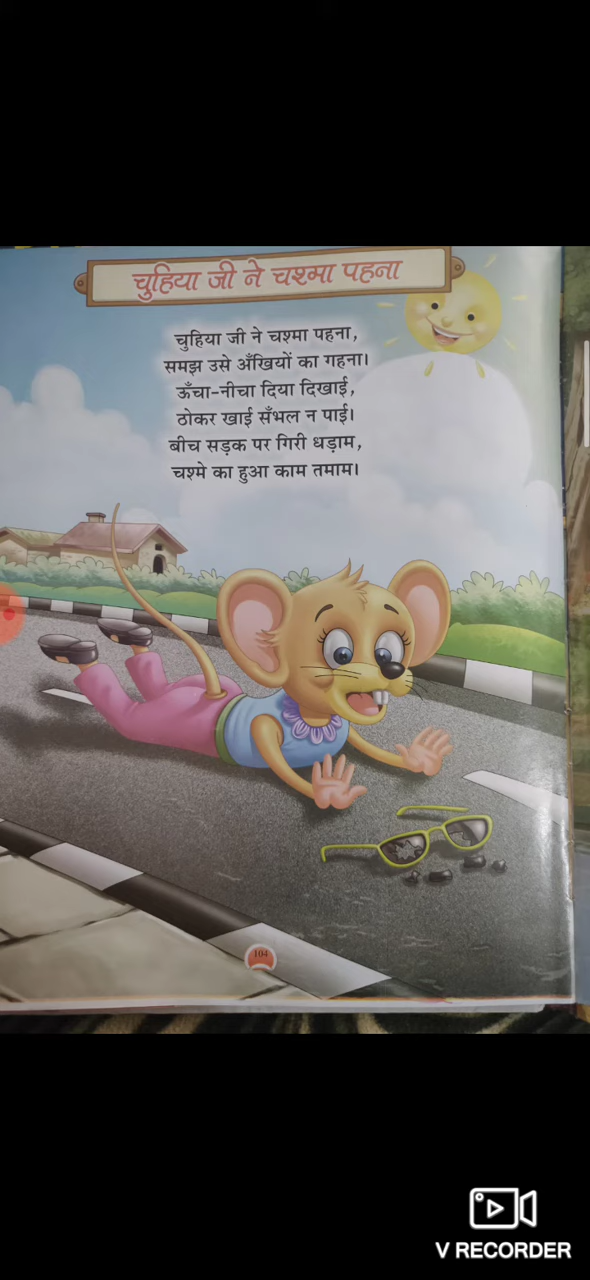 चुहिया जी ने चश्मा पहना
चुहिया जी ने चश्मा पहना,
समझ उसे अँखियों का गहना।
ऊँचा-नीचा दिया दिखाई,
ठोकर खाई सँभल न पाई।
बीच सड़क पर गिरी धड़ाम,
चश्मे का हुआ काम तमाम।
104
V RECORDER